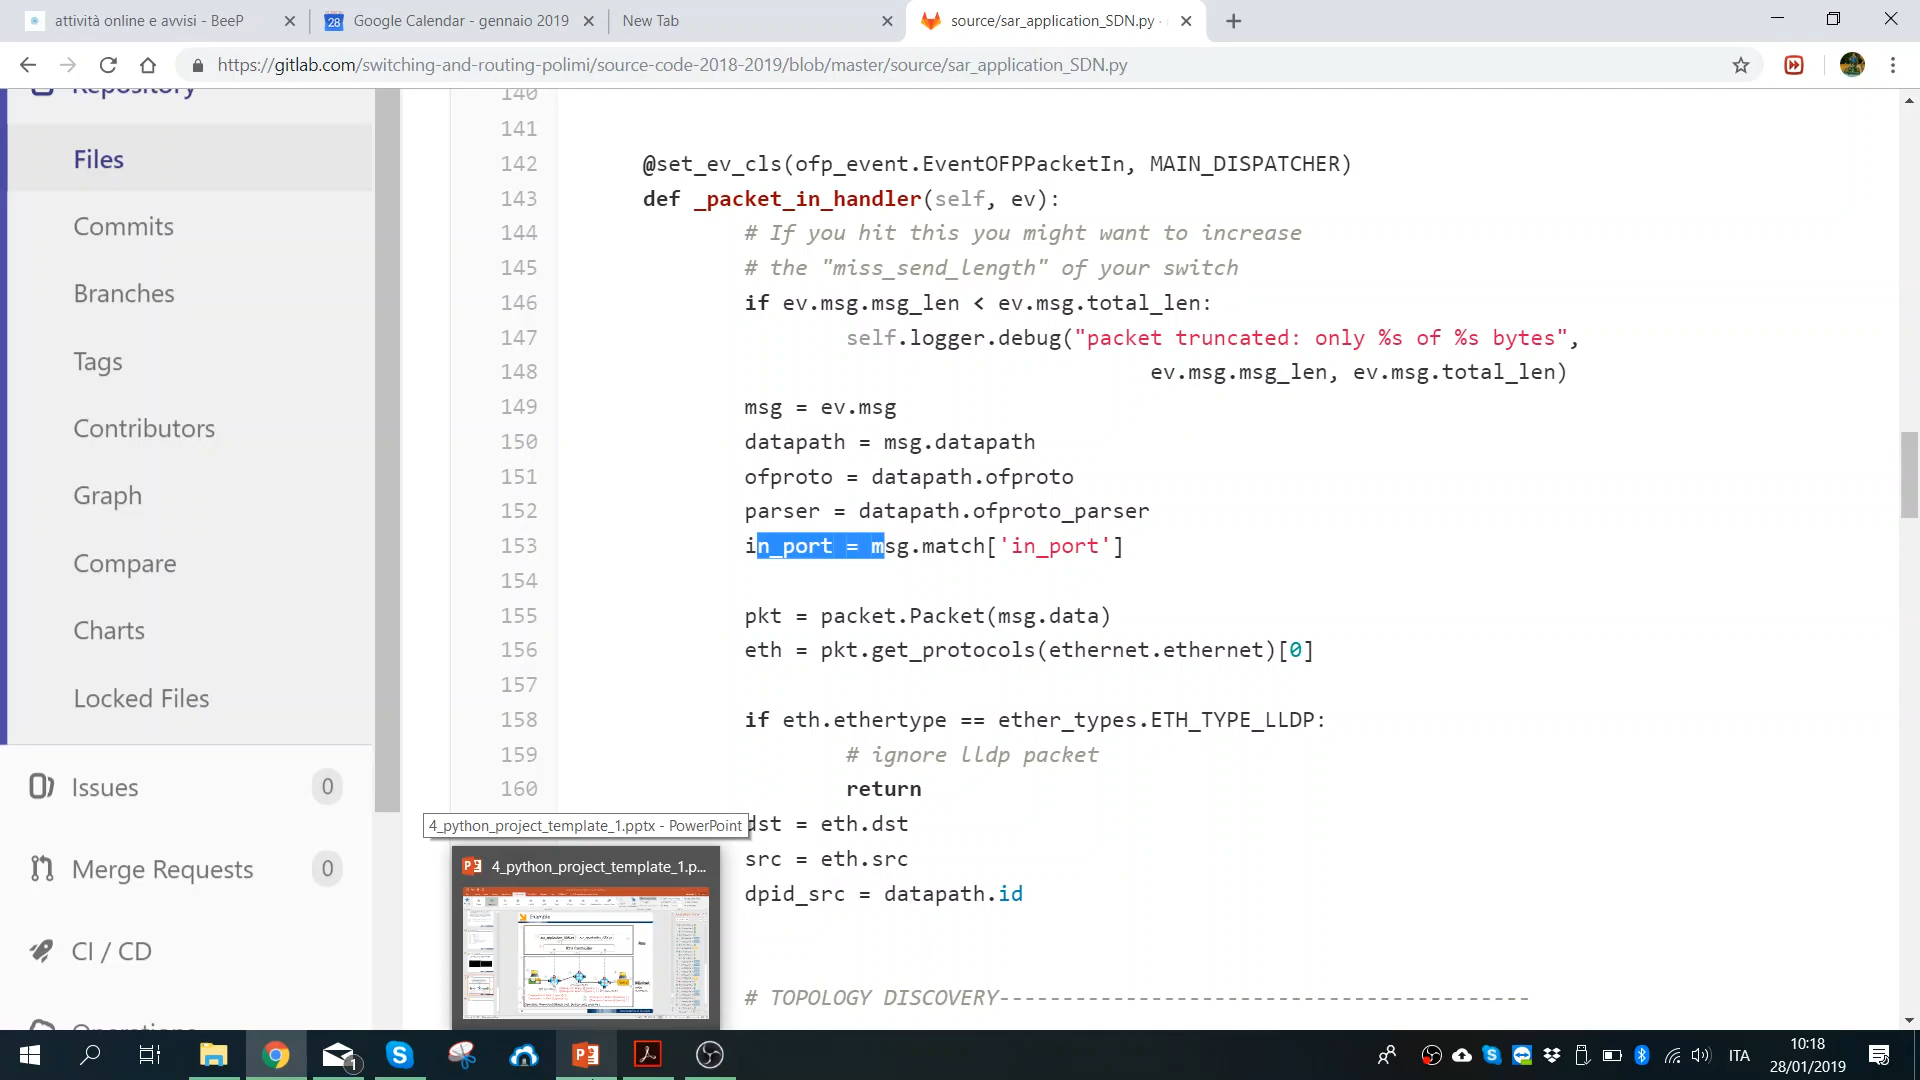 attività online e avvisi - BeeP
Google Calendar - gennaio 2019
New Tab
source/sar_application_SDN.py ·
https://gitlab.com/switching-and-routing-polimi/source-code-2018-2019/blob/master/source/sar_application_SDN.py
Repository
Files
Commits
Branches
Tags
Contributors
Graph
Compare
Charts
Locked Files
Issues 0
Merge Requests 0
CI / CD
Operations
140
141
142 @set_ev_cls(ofp_event.EventOFPPacketIn, MAIN_DISPATCHER)
143 def _packet_in_handler(self, ev):
144 # If you hit this you might want to increase
145 # the "miss_send_length" of your switch
146 if ev.msg.msg_len < ev.msg.total_len:
147 self.logger.debug("packet truncated: only %s of %s bytes",
148 ev.msg.msg_len, ev.msg.total_len)
149 msg = ev.msg
150 datapath = msg.datapath
151 ofproto = datapath.ofproto
152 parser = datapath.ofproto_parser
153 in_port = msg.match['in_port']
154
155 pkt = packet.Packet(msg.data)
156 eth = pkt.get_protocols(ethernet.ethernet)[0]
157
158 if eth.ethertype == ether_types.ETH_TYPE_LLDP:
159 # ignore lldp packet
160 return
dst = eth.dst
src = eth.src
dpid_src = datapath.id
# TOPOLOGY DISCOVERY------------------------------------------
4_python_project_template_1.pptx - PowerPoint
4_python_project_template_1.p...
Example
1
ITA
10:18
28/01/2019